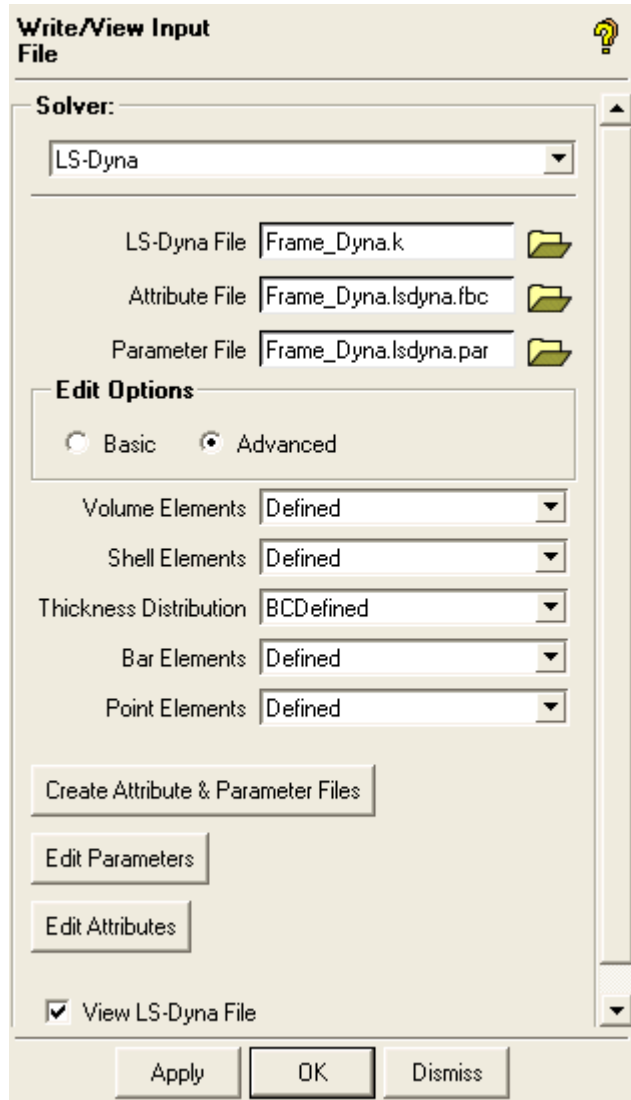 Write/View Input
File
Solver:
LS-Dyna
LS-Dyna File Frame_Dyna.k
Attribute File Frame_Dyna.lsdyna.fbc
Parameter File Frame_Dyna.lsdyna.par
Edit Options
Basic Advanced
Volume Elements Defined
Shell Elements Defined
Thickness Distribution BCDefined
Bar Elements Defined
Point Elements Defined
Create Attribute & Parameter Files
Edit Parameters
Edit Attributes
View LS-Dyna File
Apply OK Dismiss